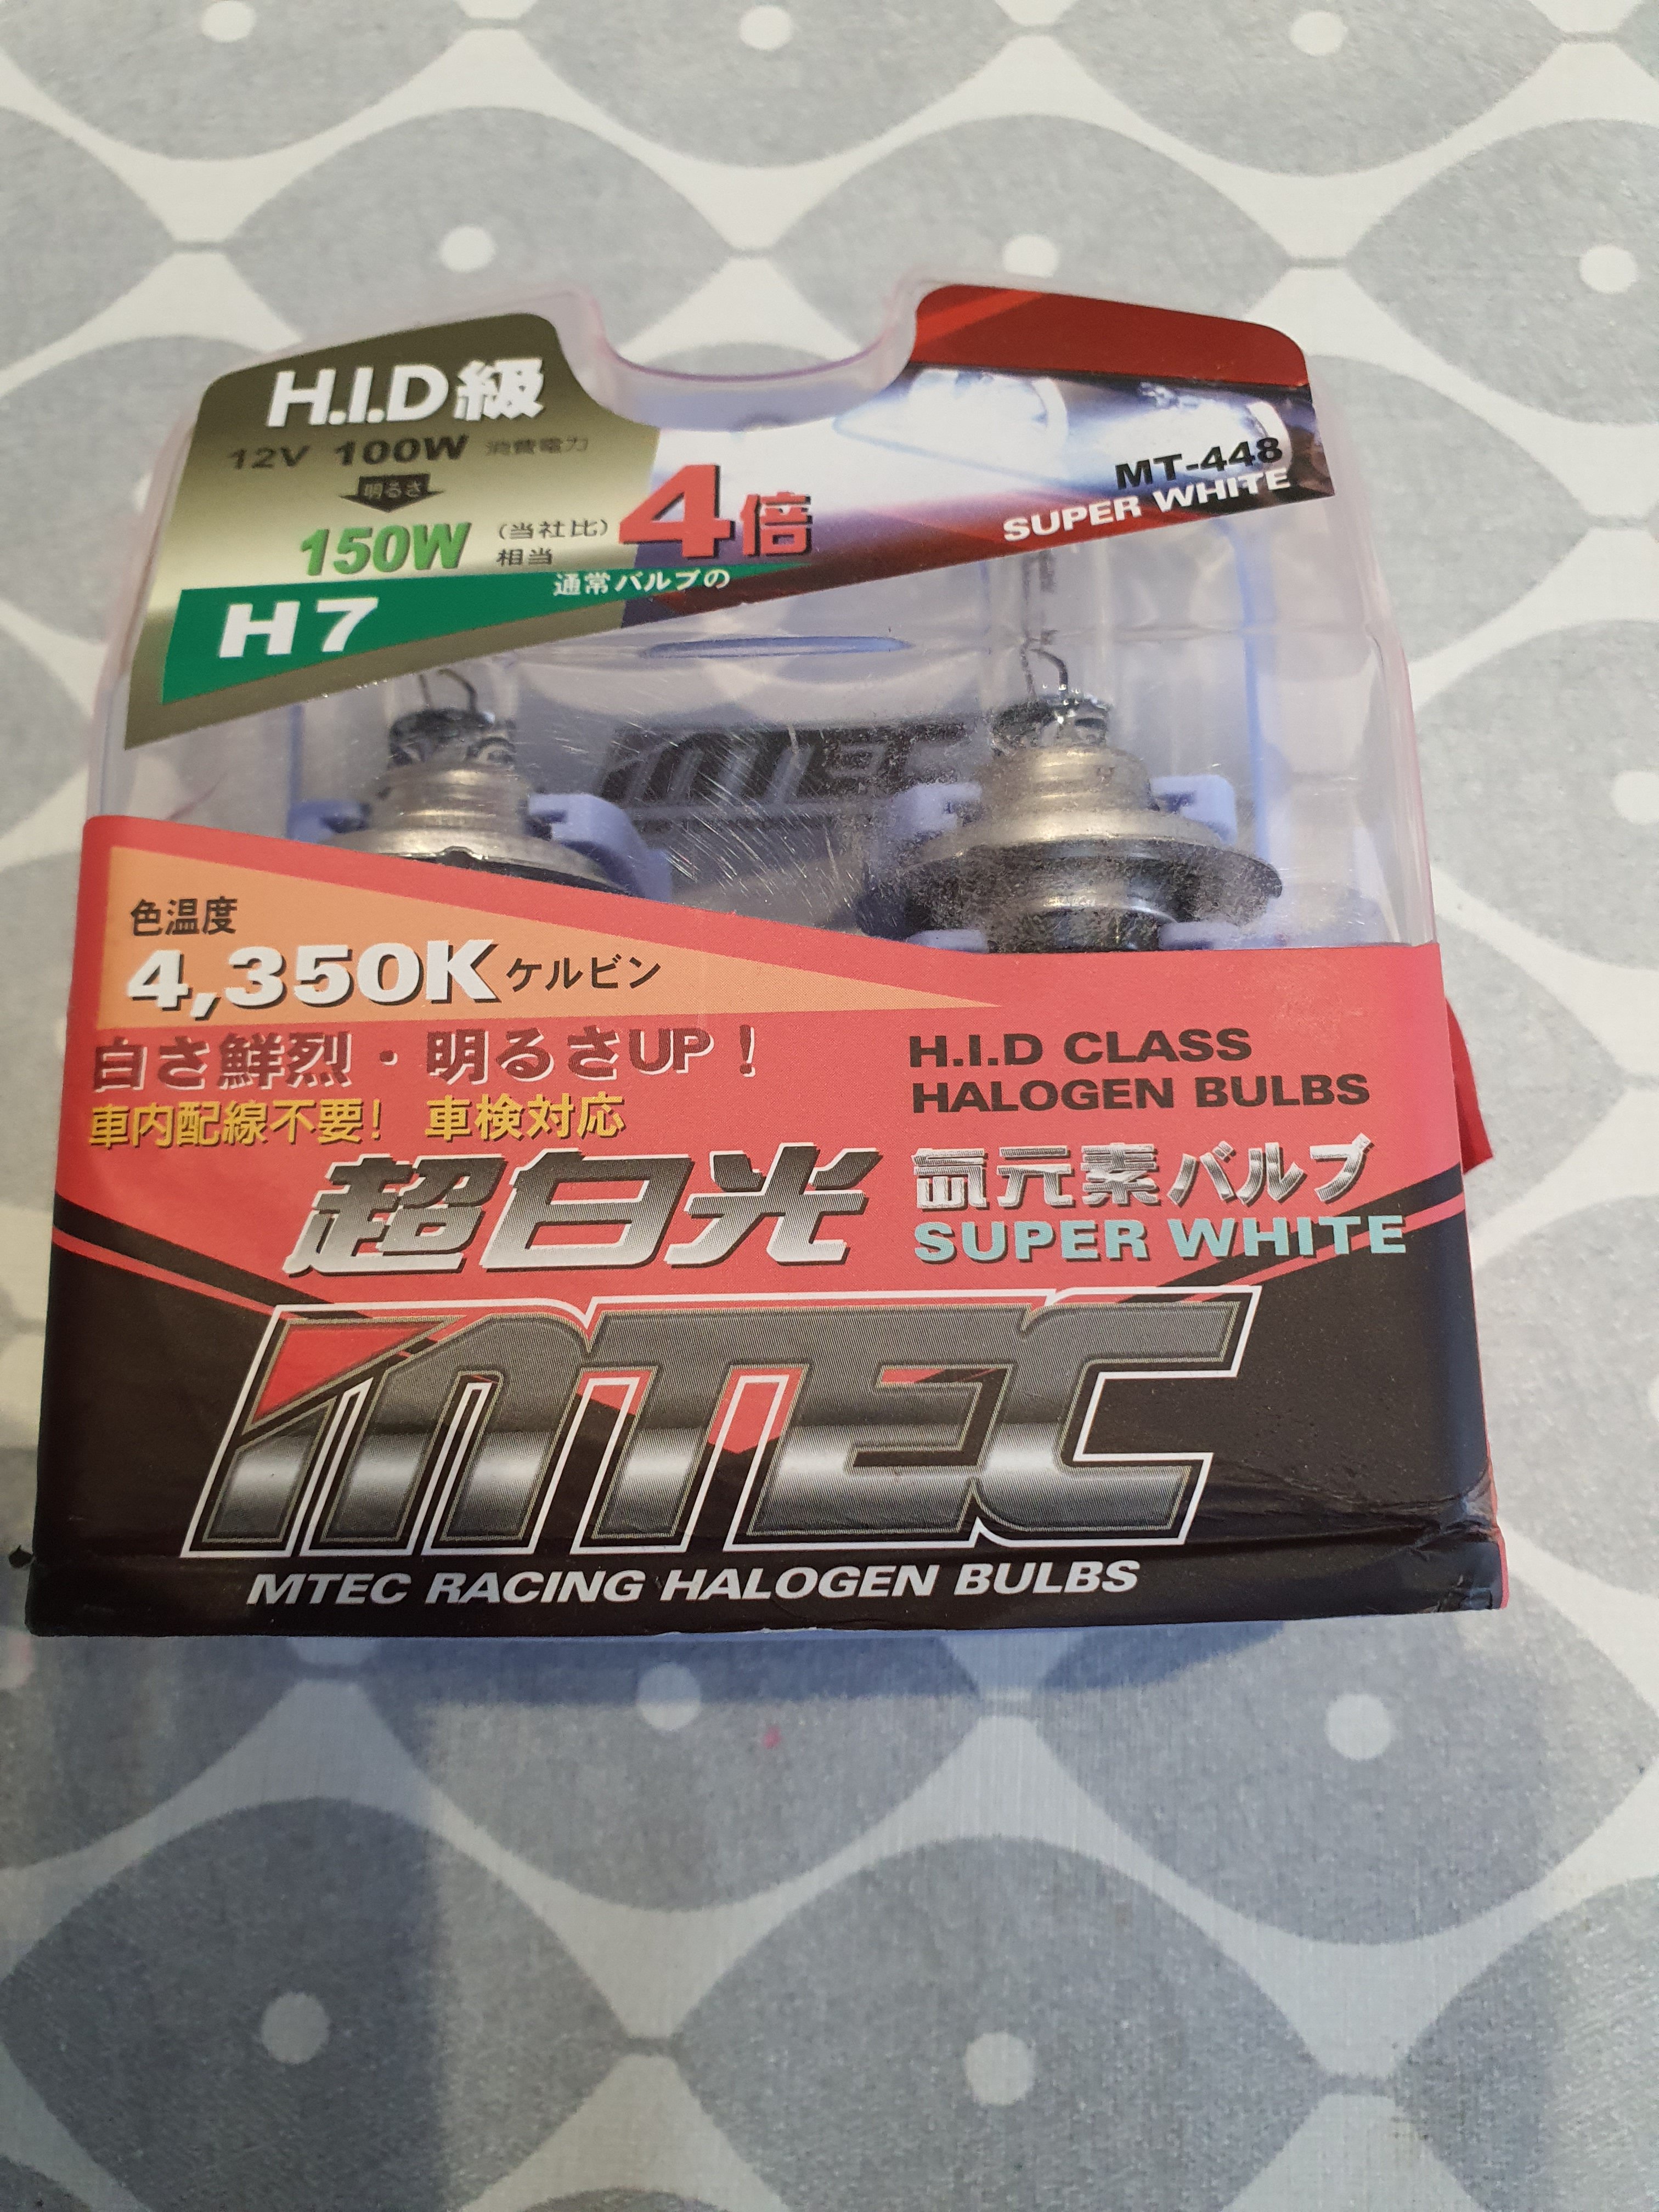 H.I.D級
12V 100W 消費電力
明るさ
150W (当社比)相当
4倍
通常バルブの
H7
MT-448
SUPER WHITE
MTEC
色温度
4,350K ケルビン
白さ鮮烈・明るさUP!
車内配線不要! 車検対応
H.I.D CLASS
HALOGEN BULBS
超白光
氙元素バルブ
SUPER WHITE
MTEC
MTEC RACING HALOGEN BULBS